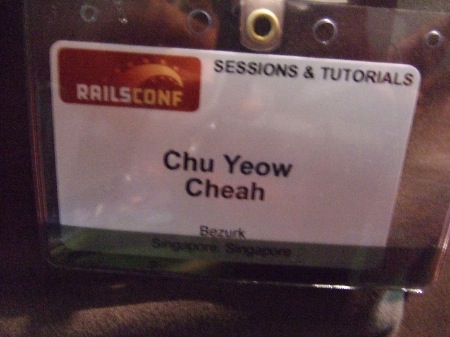 RAILSCONF
SESSIONS & TUTORIALS
Chu Yeow
Cheah
Bezurk
Singapore, Singapore